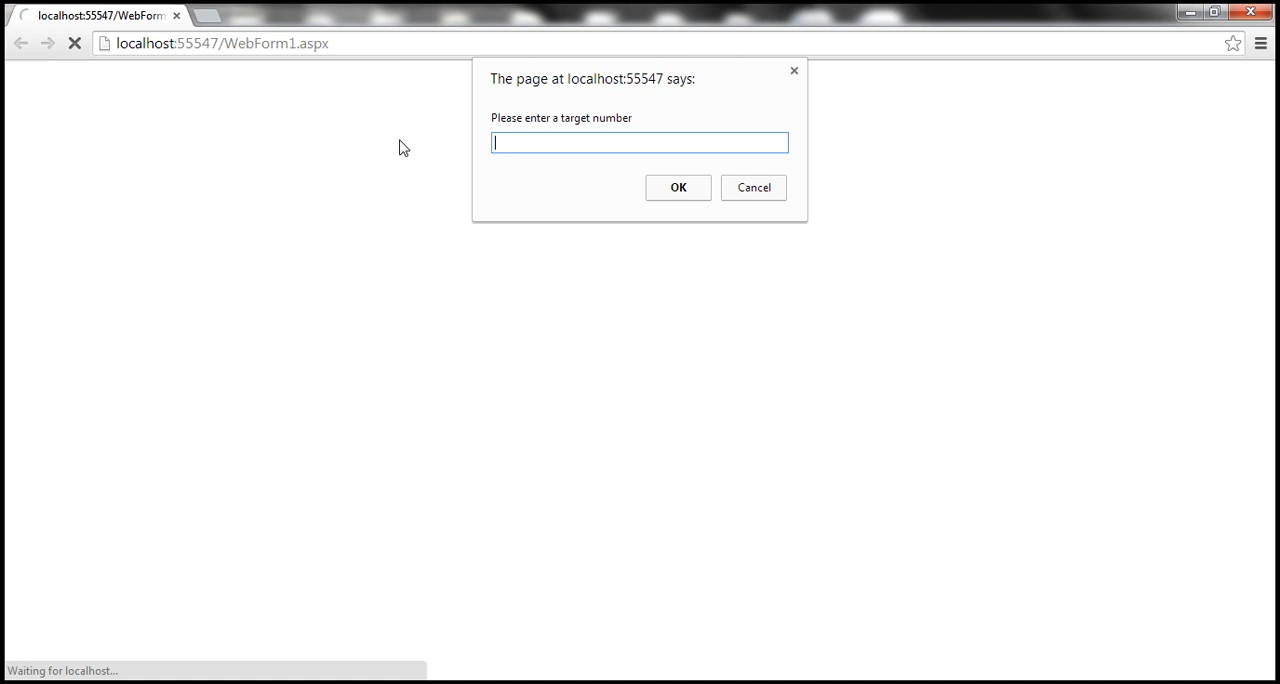 localhost:55547/WebForm
localhost:55547/WebForm1.aspx
The page at localhost:55547 says:
Please enter a target number
OK
Cancel
Waiting for localhost...